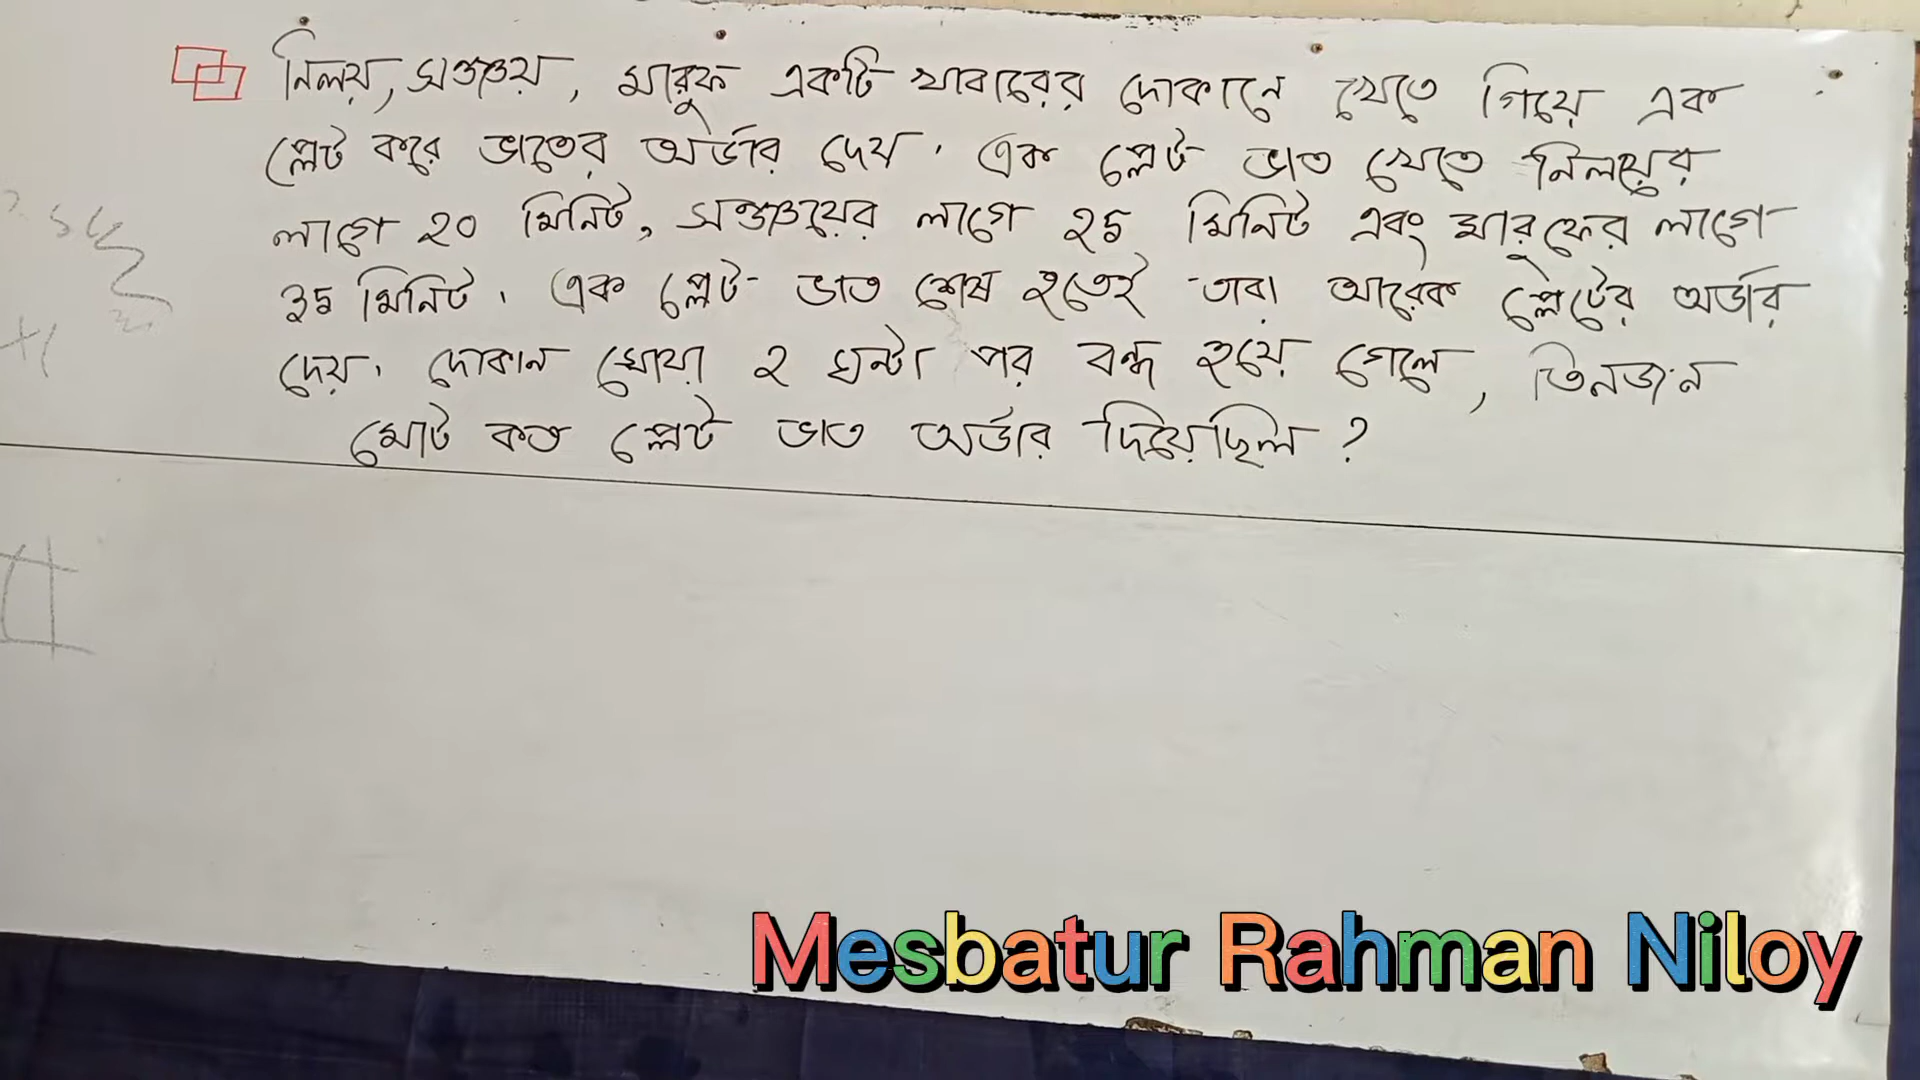 নিলয়, সঞ্জয়, মারুফ একটি খাবারের দোকানে খেতে গিয়ে এক
প্লেট করে ভাতের অর্ডার দেয়। এক প্লেট ভাত খেতে নিলয়ের
লাগে ২০ মিনিট, সঞ্জয়ের লাগে ২৫ মিনিট এবং মারুফের লাগে
৩৫ মিনিট। এক প্লেট ভাত শেষ হতেই তারা আরেক প্লেটের অর্ডার
দেয়। দোকান খোলা ২ ঘন্টা পর বন্ধ হয়ে গেলে, তিনজন
মোট কত প্লেট ভাত অর্ডার দিয়েছিল?
Mesbatur Rahman Niloy